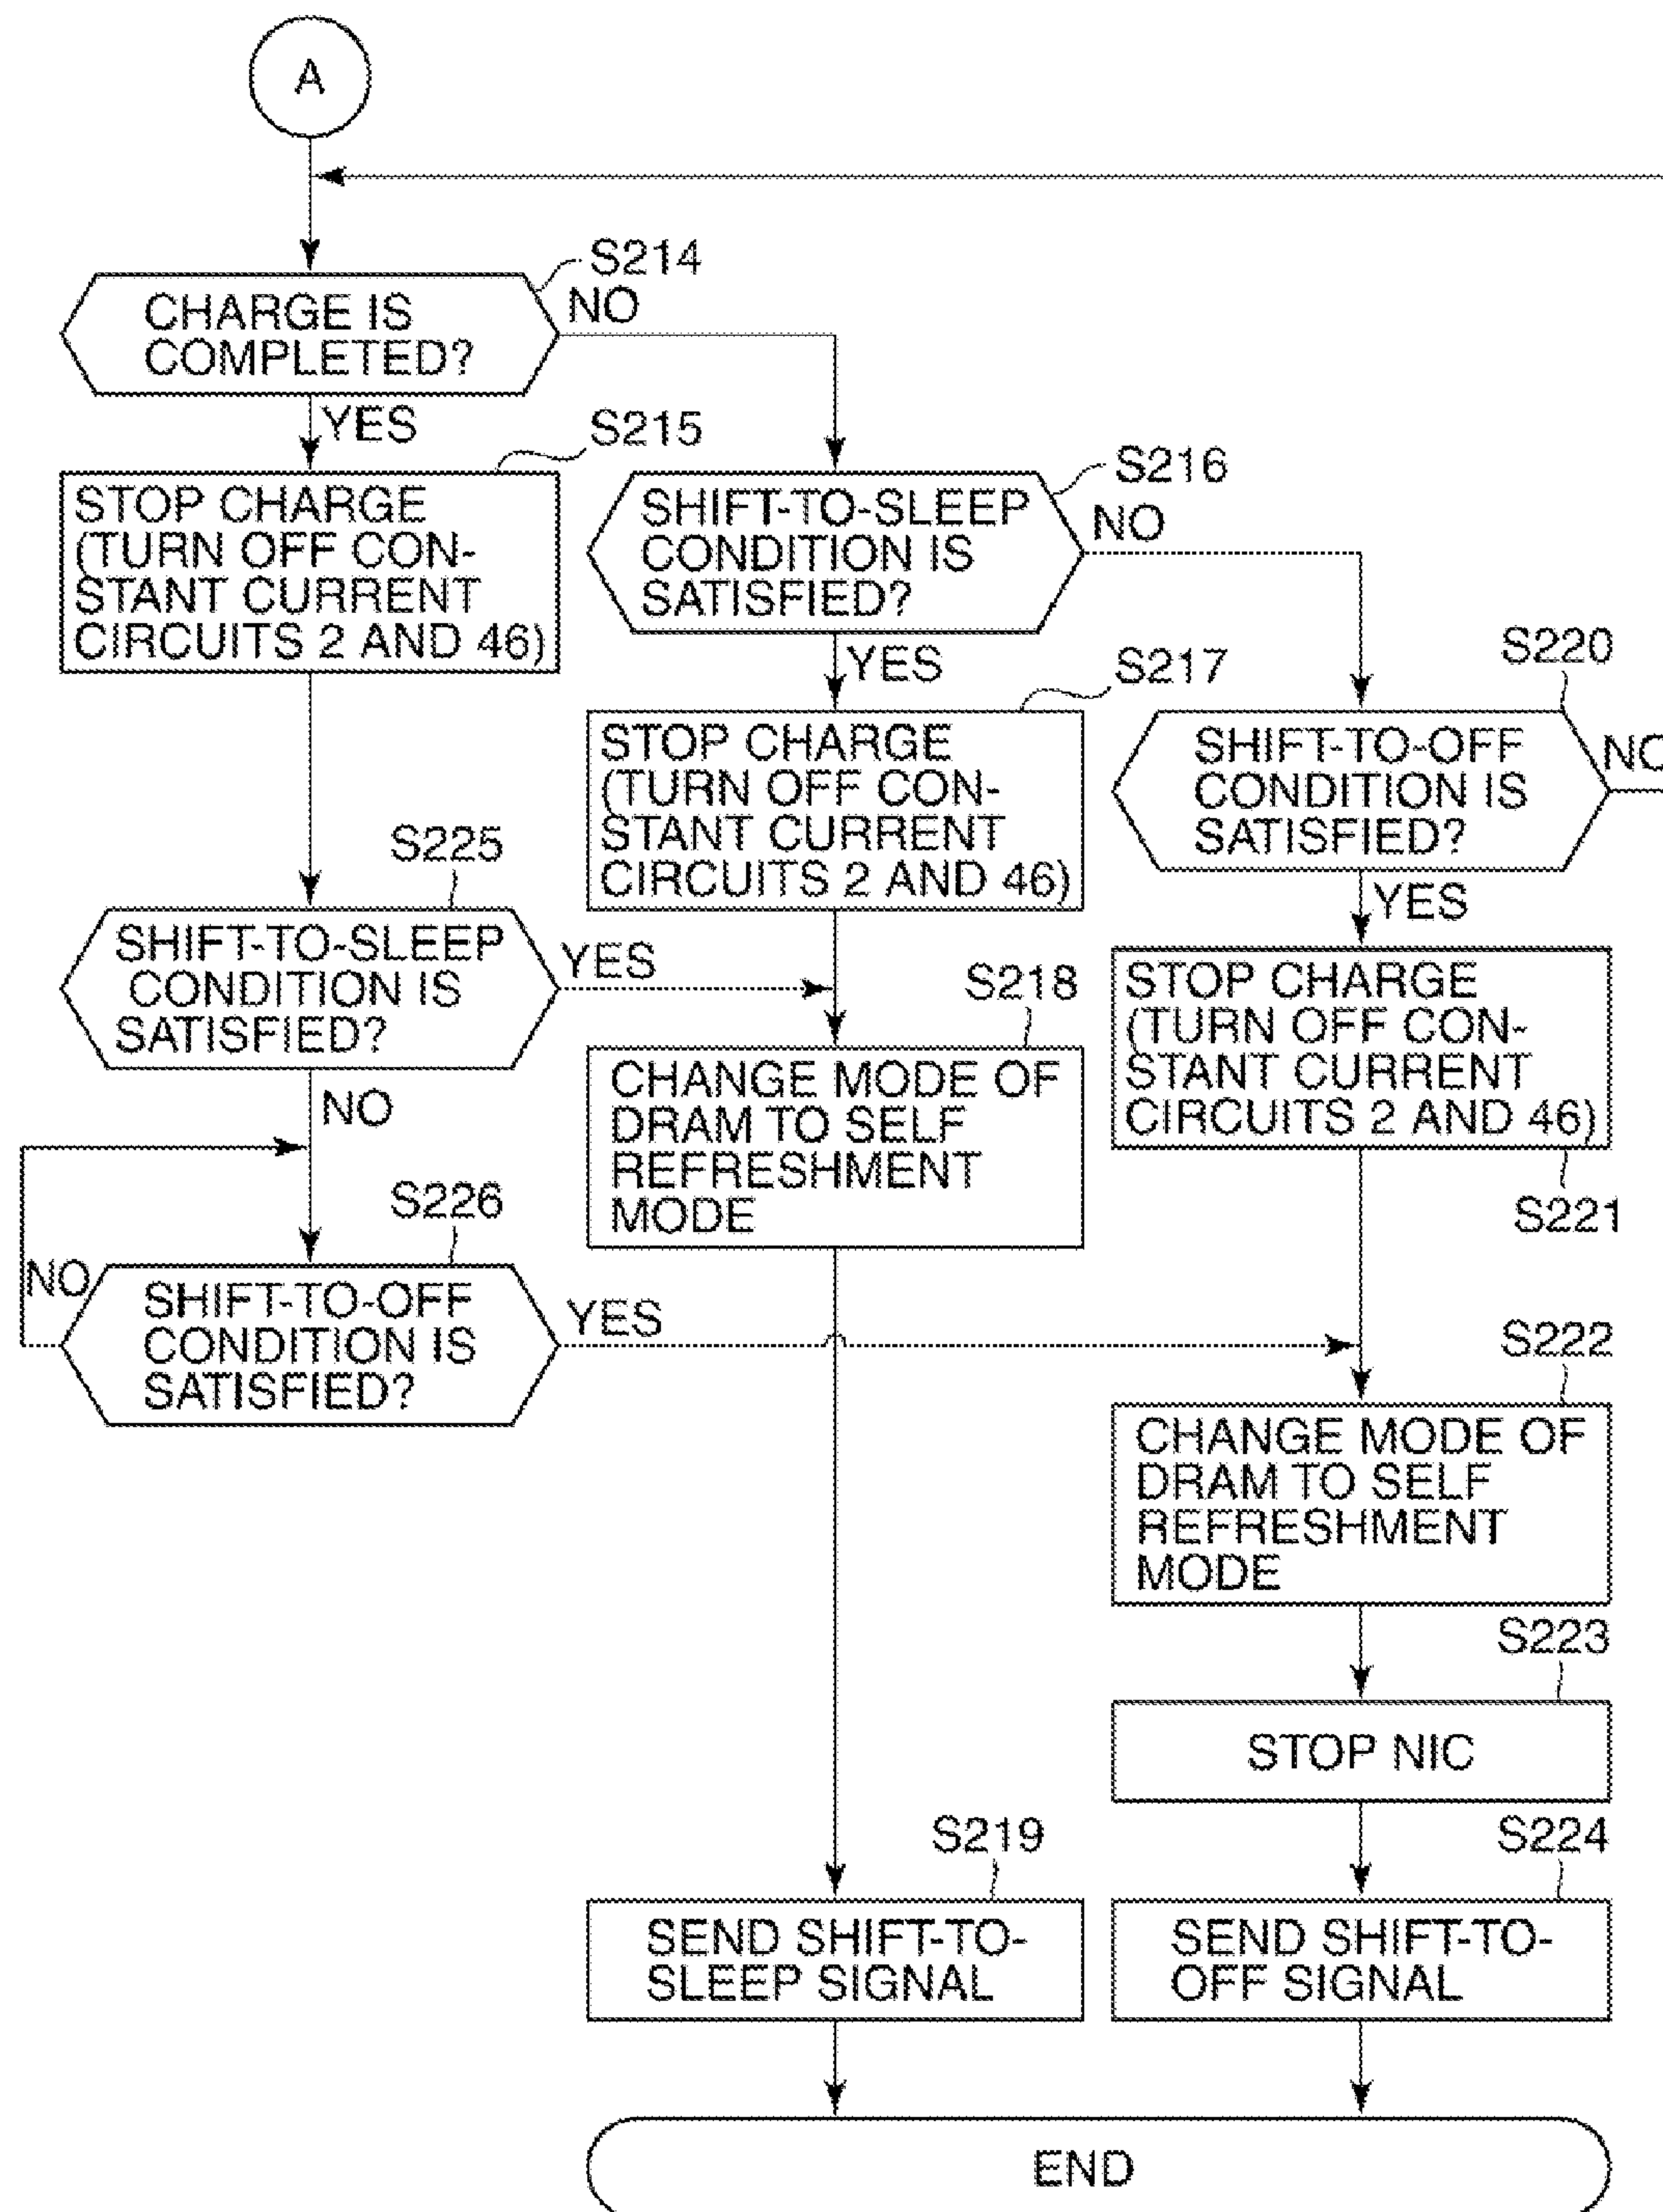 A
S214
CHARGE IS
COMPLETED?
NO
YES
S215
STOP CHARGE
(TURN OFF CON-
STANT CURRENT
CIRCUITS 2 AND 46)
S216
SHIFT-TO-SLEEP
CONDITION IS
SATISFIED?
NO
YES
S217
STOP CHARGE
(TURN OFF CON-
STANT CURRENT
CIRCUITS 2 AND 46)
S220
SHIFT-TO-OFF
CONDITION IS
SATISFIED?
NO
YES
S225
SHIFT-TO-SLEEP
CONDITION IS
SATISFIED?
YES
NO
S218
CHANGE MODE OF
DRAM TO SELF
REFRESHMENT
MODE
STOP CHARGE
(TURN OFF CON-
STANT CURRENT
CIRCUITS 2 AND 46)
S221
S226
NO
SHIFT-TO-OFF
CONDITION IS
SATISFIED?
YES
S222
CHANGE MODE OF
DRAM TO SELF
REFRESHMENT
MODE
S223
STOP NIC
S219
SEND SHIFT-TO-
SLEEP SIGNAL
S224
SEND SHIFT-TO-
OFF SIGNAL
END